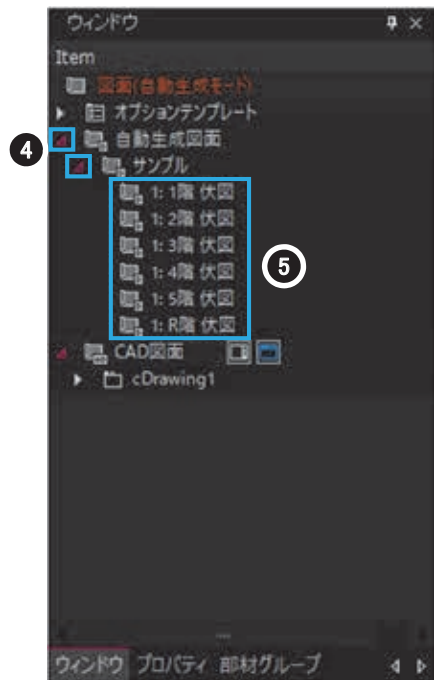 ウィンドウ
Item
図面(自動生成モード)
オプションテンプレート
4
自動生成図面
サンプル
1: 1階 伏図
1: 2階 伏図
1: 3階 伏図
1: 4階 伏図
5
1: 5階 伏図
1: R階 伏図
CAD図面
cDrawing1
ウィンドウ プロパティ 部材グループ